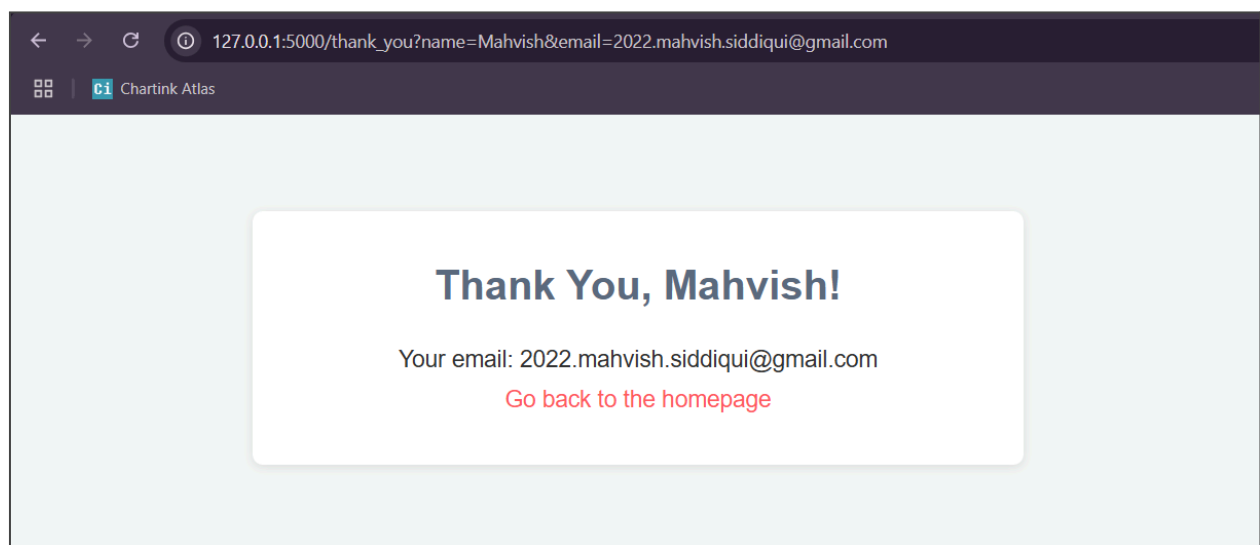 127.0.0.1:5000/thank_you?name=Mahvish&email=2022.mahvish.siddiqui@gmail.com
Ci Chartink Atlas
Thank You, Mahvish!
Your email: 2022.mahvish.siddiqui@gmail.com
Go back to the homepage